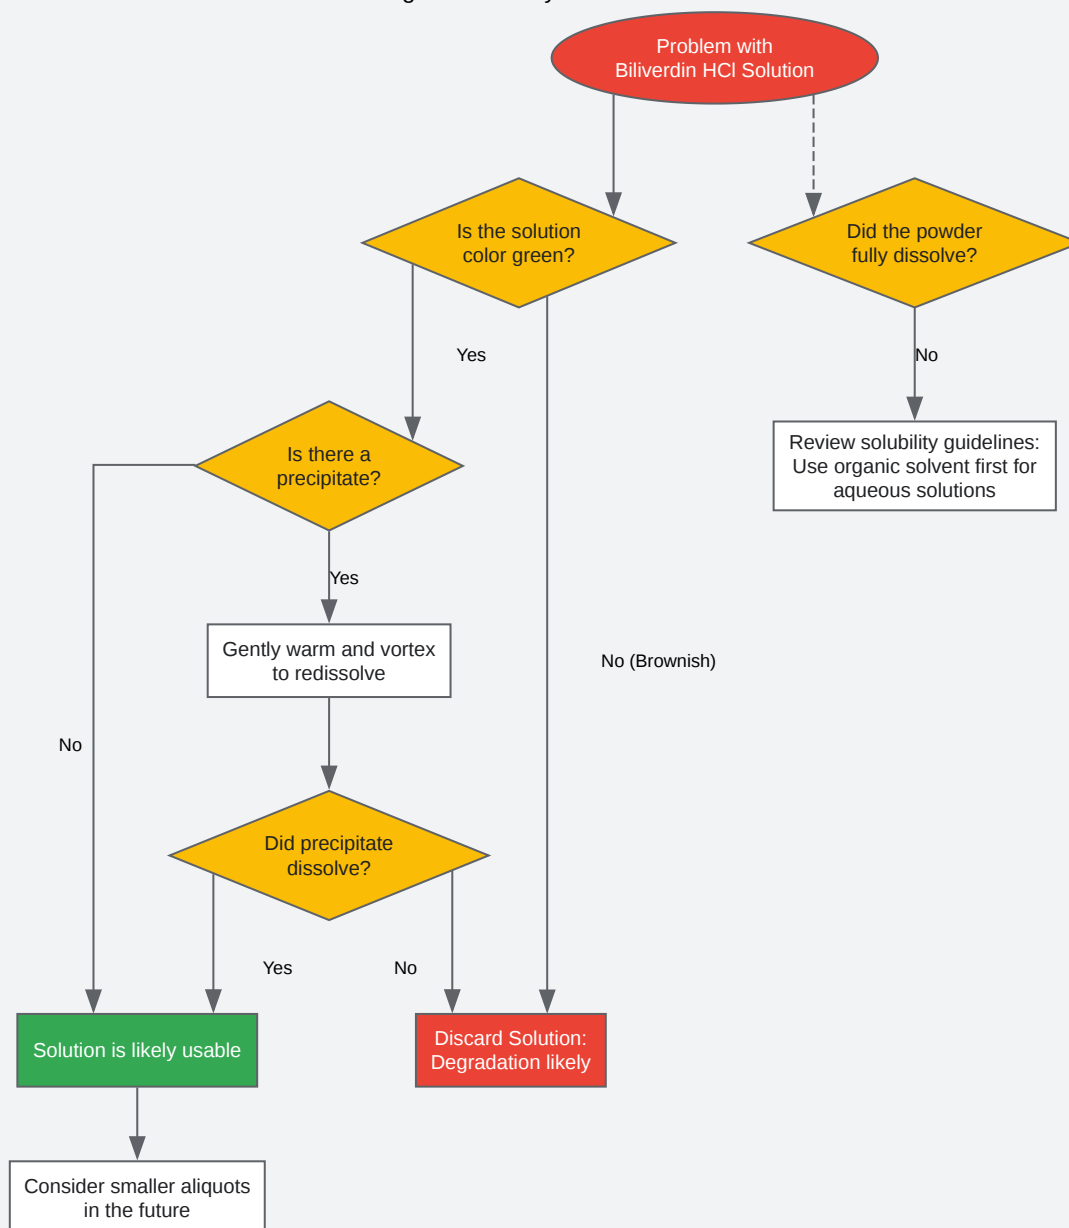 Problem with
Biliverdin HCl Solution
Is the solution
color green?
Did the powder
fully dissolve?
Yes
No
Is there a
precipitate?
Review solubility guidelines:
Use organic solvent first for
aqueous solutions
Yes
Gently warm and vortex
to redissolve
No (Brownish)
No
Did precipitate
dissolve?
Yes
No
Solution is likely usable
Discard Solution:
Degradation likely
Consider smaller aliquots
in the future